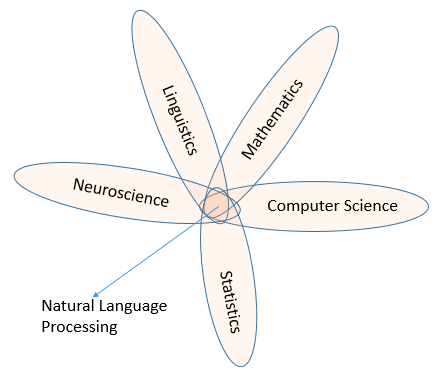 Linguistics
Mathematics
Neuroscience
Computer Science
Statistics
Natural Language
Processing